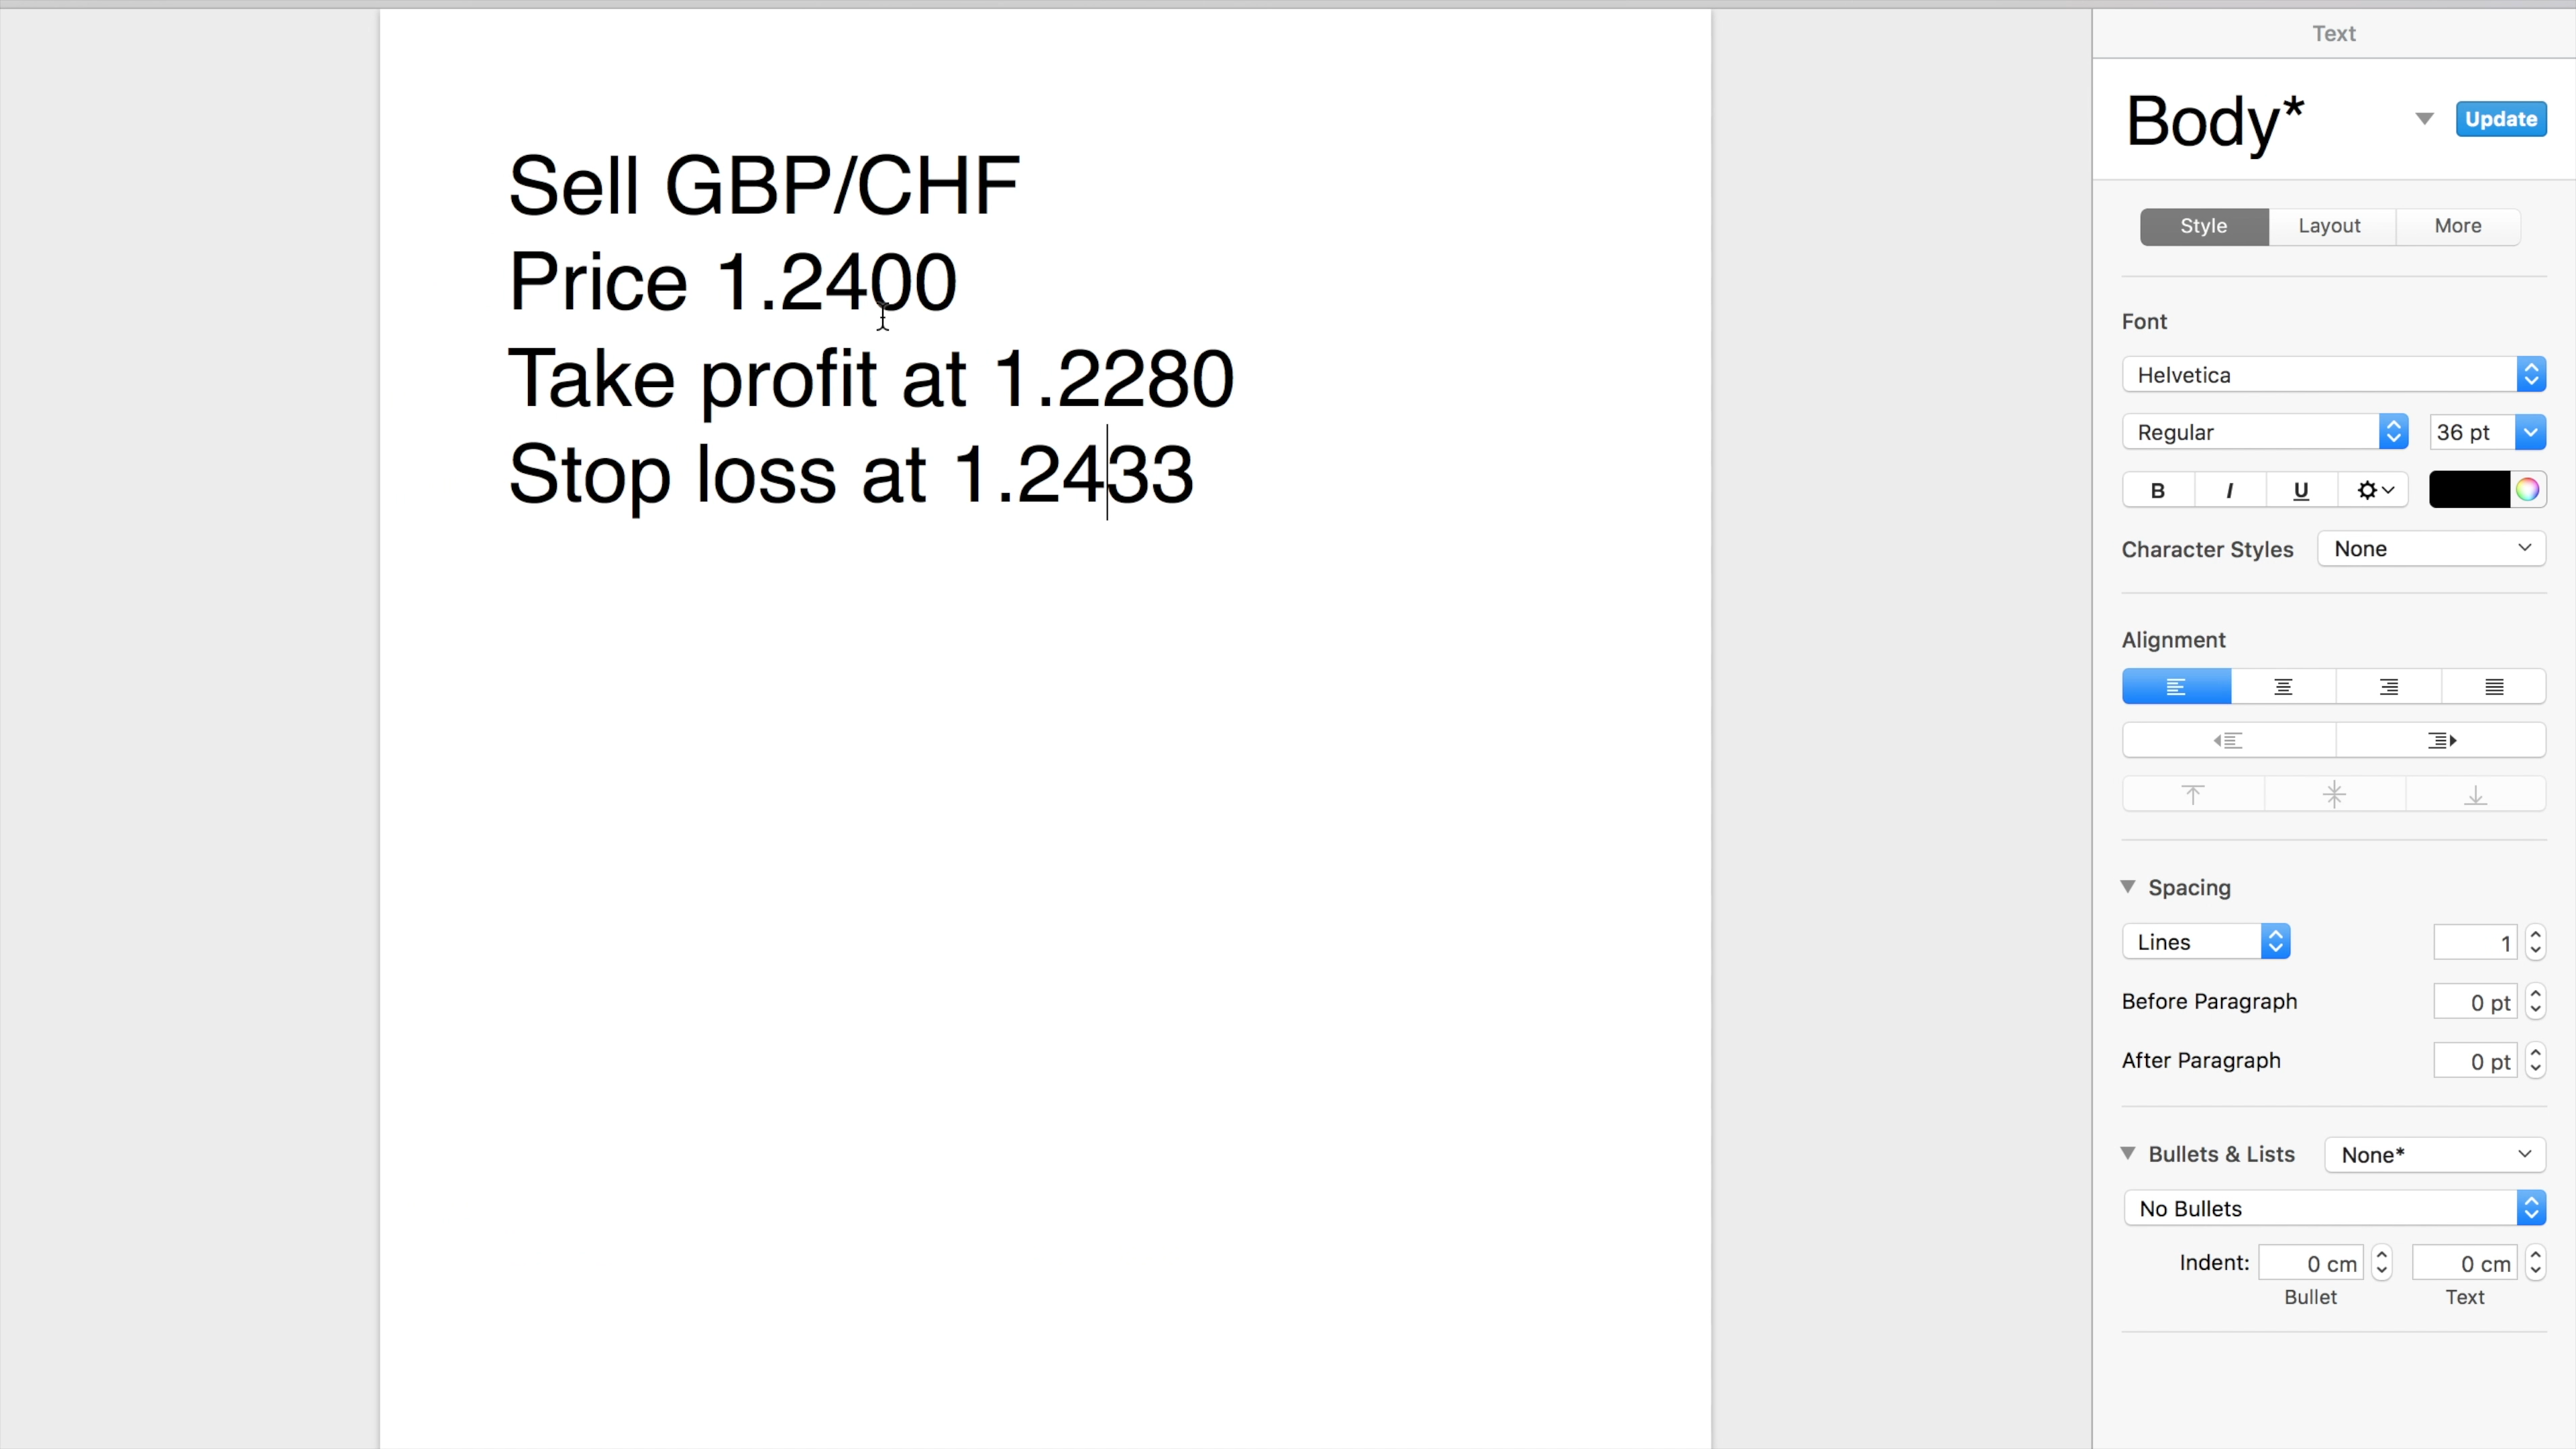 Text
Body*
Update
Style
Layout
More
Sell GBP/CHF
Price 1.2400
Take profit at 1.2280
Stop loss at 1.2433
Font
Helvetica
Regular
36 pt
B
I
U
Character Styles
None
Alignment
Spacing
Lines
1
Before Paragraph
0 pt
After Paragraph
0 pt
Bullets & Lists
None*
No Bullets
Indent:
0 cm
0 cm
Bullet
Text